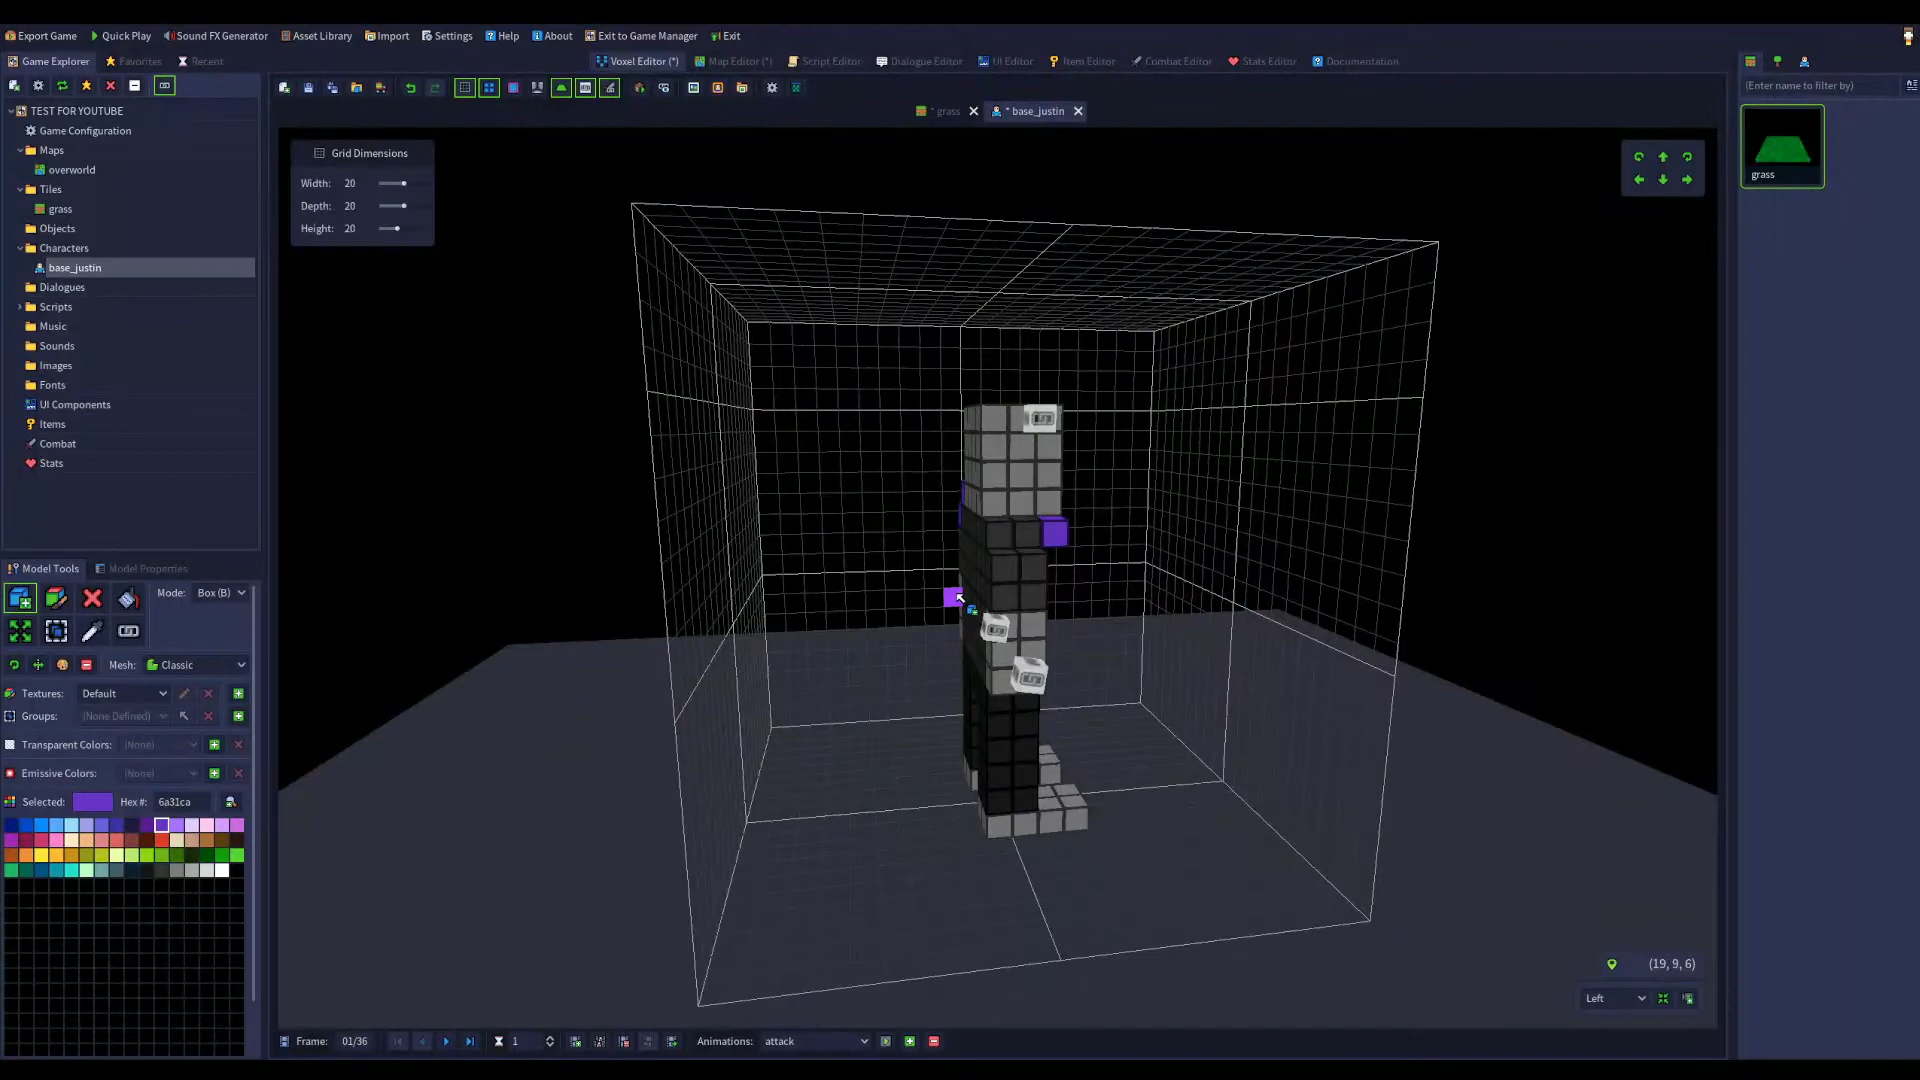 Export Game Quick Play Sound FX Generator Asset Library Import Settings Help About Exit to Game Manager Exit
Game Explorer Favorites Recent
Voxel Editor (*) Map Editor (*) Script Editor Dialogue Editor UI Editor Item Editor Combat Editor Stats Editor Documentation
(Enter name to filter by)
* grass * base_justin
TEST FOR YOUTUBE
Game Configuration
Maps
overworld
Tiles
grass
Objects
Characters
base_justin
Dialogues
Scripts
Music
Sounds
Images
Fonts
UI Components
Items
Combat
Stats
Grid Dimensions
Width: 20
Depth: 20
Height: 20
grass
Model Tools Model Properties
Mode: Box (B)
Mesh: Classic
Textures: Default
Groups: (None Defined)
Transparent Colors: (None)
Emissive Colors: (None)
Selected: Hex #: 6a31ca
(19, 9, 6)
Left
Frame: 01/36 1 Animations: attack